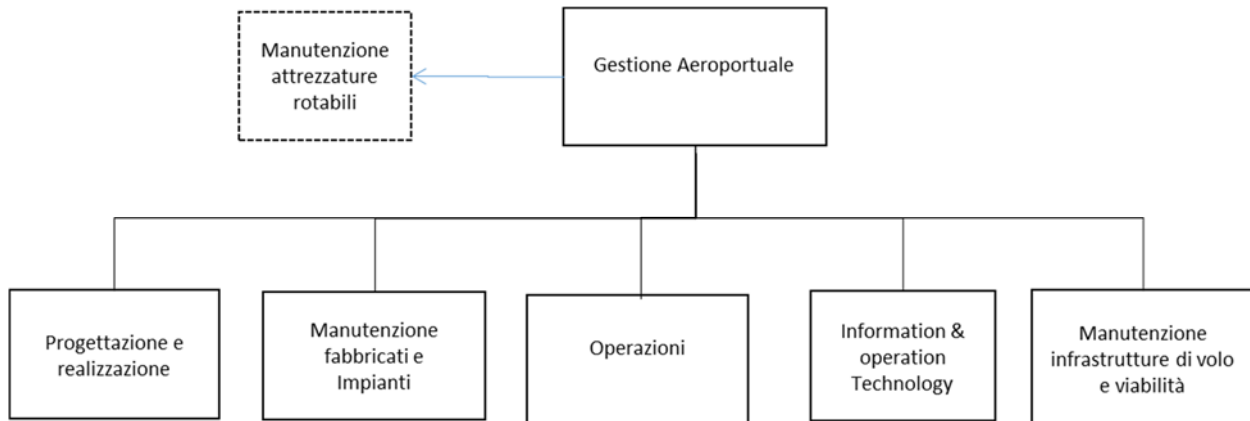 Manutenzione
attrezzature
rotabili
Gestione Aeroportuale
Progettazione e
realizzazione
Manutenzione
fabbricati e
Impianti
Operazioni
Information &
operation
Technology
Manutenzione
infrastrutture di volo
e viabilità